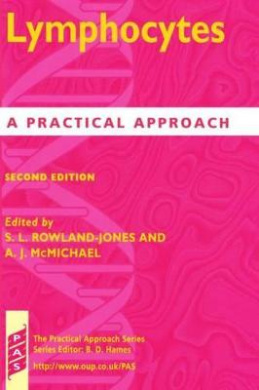 Lymphocytes
A PRACTICAL APPROACH
SECOND EDITION
Edited by
S. L. ROWLAND-JONES AND
A. J. McMICHAEL
PAS
The Practical Approach Series
Series Editor: B. D. Hames
http://www.oup.co.uk/PAS